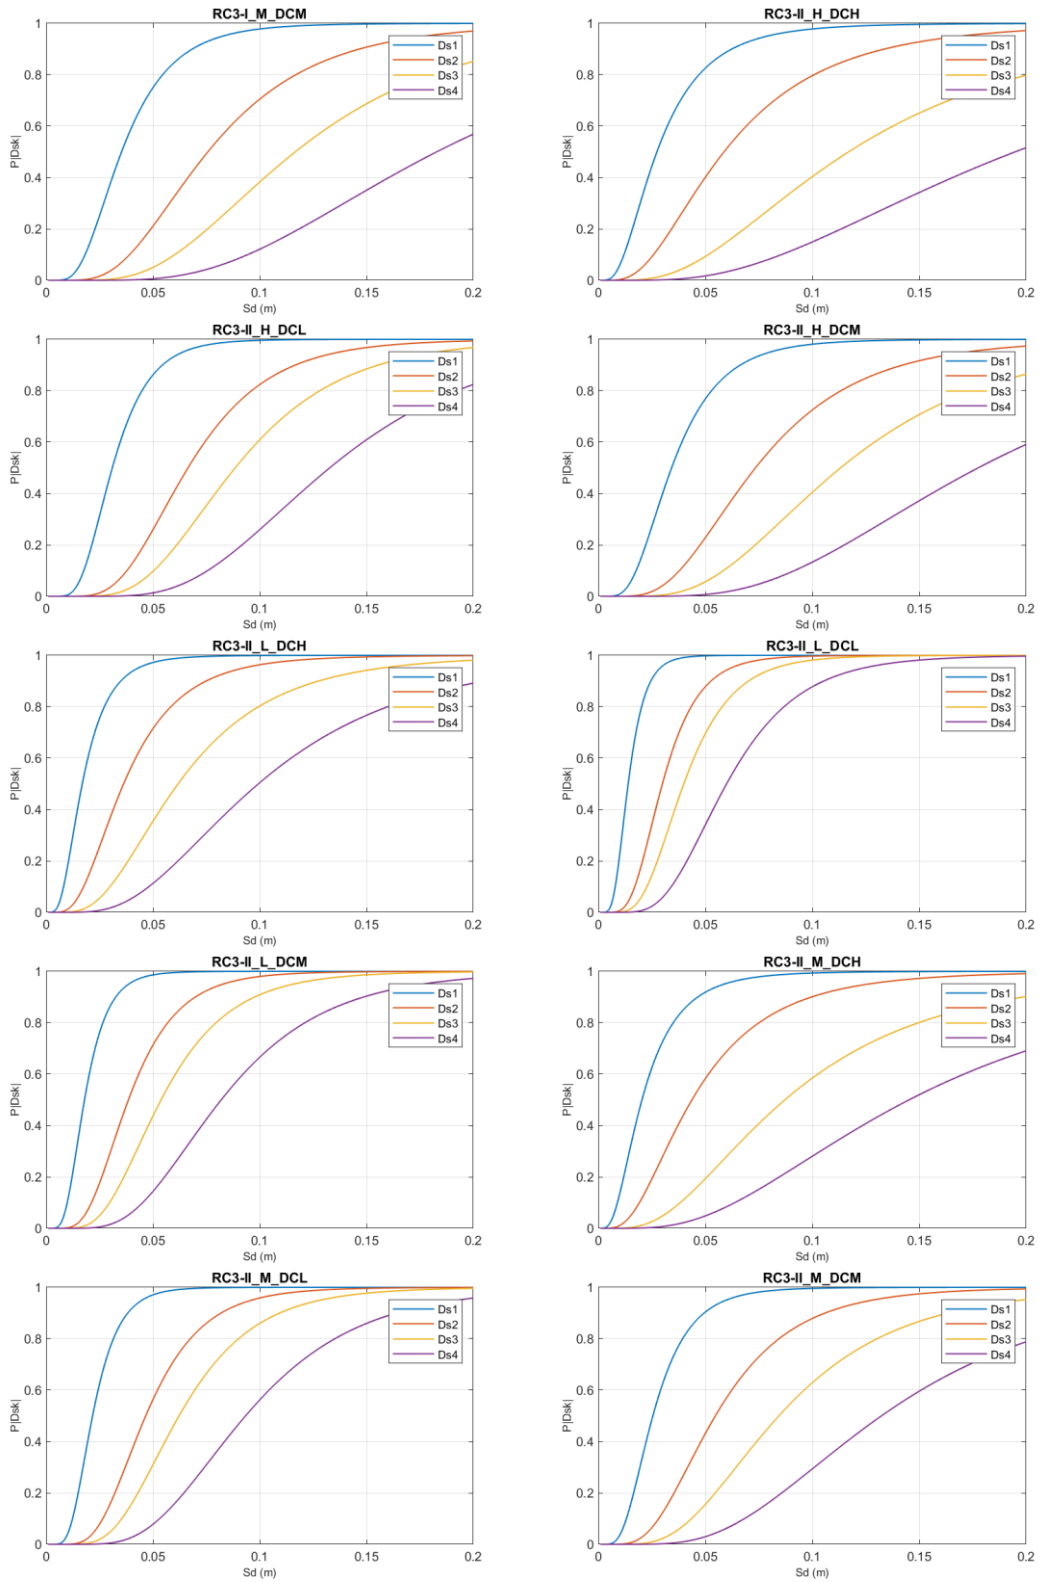 RC3-I_M_DCM
P|Dsk|
1
0.8
0.6
0.4
0.2
0
Ds1
Ds2
Ds3
Ds4
0 0.05 0.1 0.15 0.2
Sd (m)
RC3-II_H_DCH
P|Dsk|
1
0.8
0.6
0.4
0.2
0
Ds1
Ds2
Ds3
Ds4
0 0.05 0.1 0.15 0.2
Sd (m)
RC3-II_H_DCL
P|Dsk|
1
0.8
0.6
0.4
0.2
0
Ds1
Ds2
Ds3
Ds4
0 0.05 0.1 0.15 0.2
Sd (m)
RC3-II_H_DCM
P|Dsk|
1
0.8
0.6
0.4
0.2
0
Ds1
Ds2
Ds3
Ds4
0 0.05 0.1 0.15 0.2
Sd (m)
RC3-II_L_DCH
P|Dsk|
1
0.8
0.6
0.4
0.2
0
Ds1
Ds2
Ds3
Ds4
0 0.05 0.1 0.15 0.2
Sd (m)
RC3-II_L_DCL
P|Dsk|
1
0.8
0.6
0.4
0.2
0
Ds1
Ds2
Ds3
Ds4
0 0.05 0.1 0.15 0.2
Sd (m)
RC3-II_L_DCM
P|Dsk|
1
0.8
0.6
0.4
0.2
0
Ds1
Ds2
Ds3
Ds4
0 0.05 0.1 0.15 0.2
Sd (m)
RC3-II_M_DCH
P|Dsk|
1
0.8
0.6
0.4
0.2
0
Ds1
Ds2
Ds3
Ds4
0 0.05 0.1 0.15 0.2
Sd (m)
RC3-II_M_DCL
P|Dsk|
1
0.8
0.6
0.4
0.2
0
Ds1
Ds2
Ds3
Ds4
0 0.05 0.1 0.15 0.2
Sd (m)
RC3-II_M_DCM
P|Dsk|
1
0.8
0.6
0.4
0.2
0
Ds1
Ds2
Ds3
Ds4
0 0.05 0.1 0.15 0.2
Sd (m)